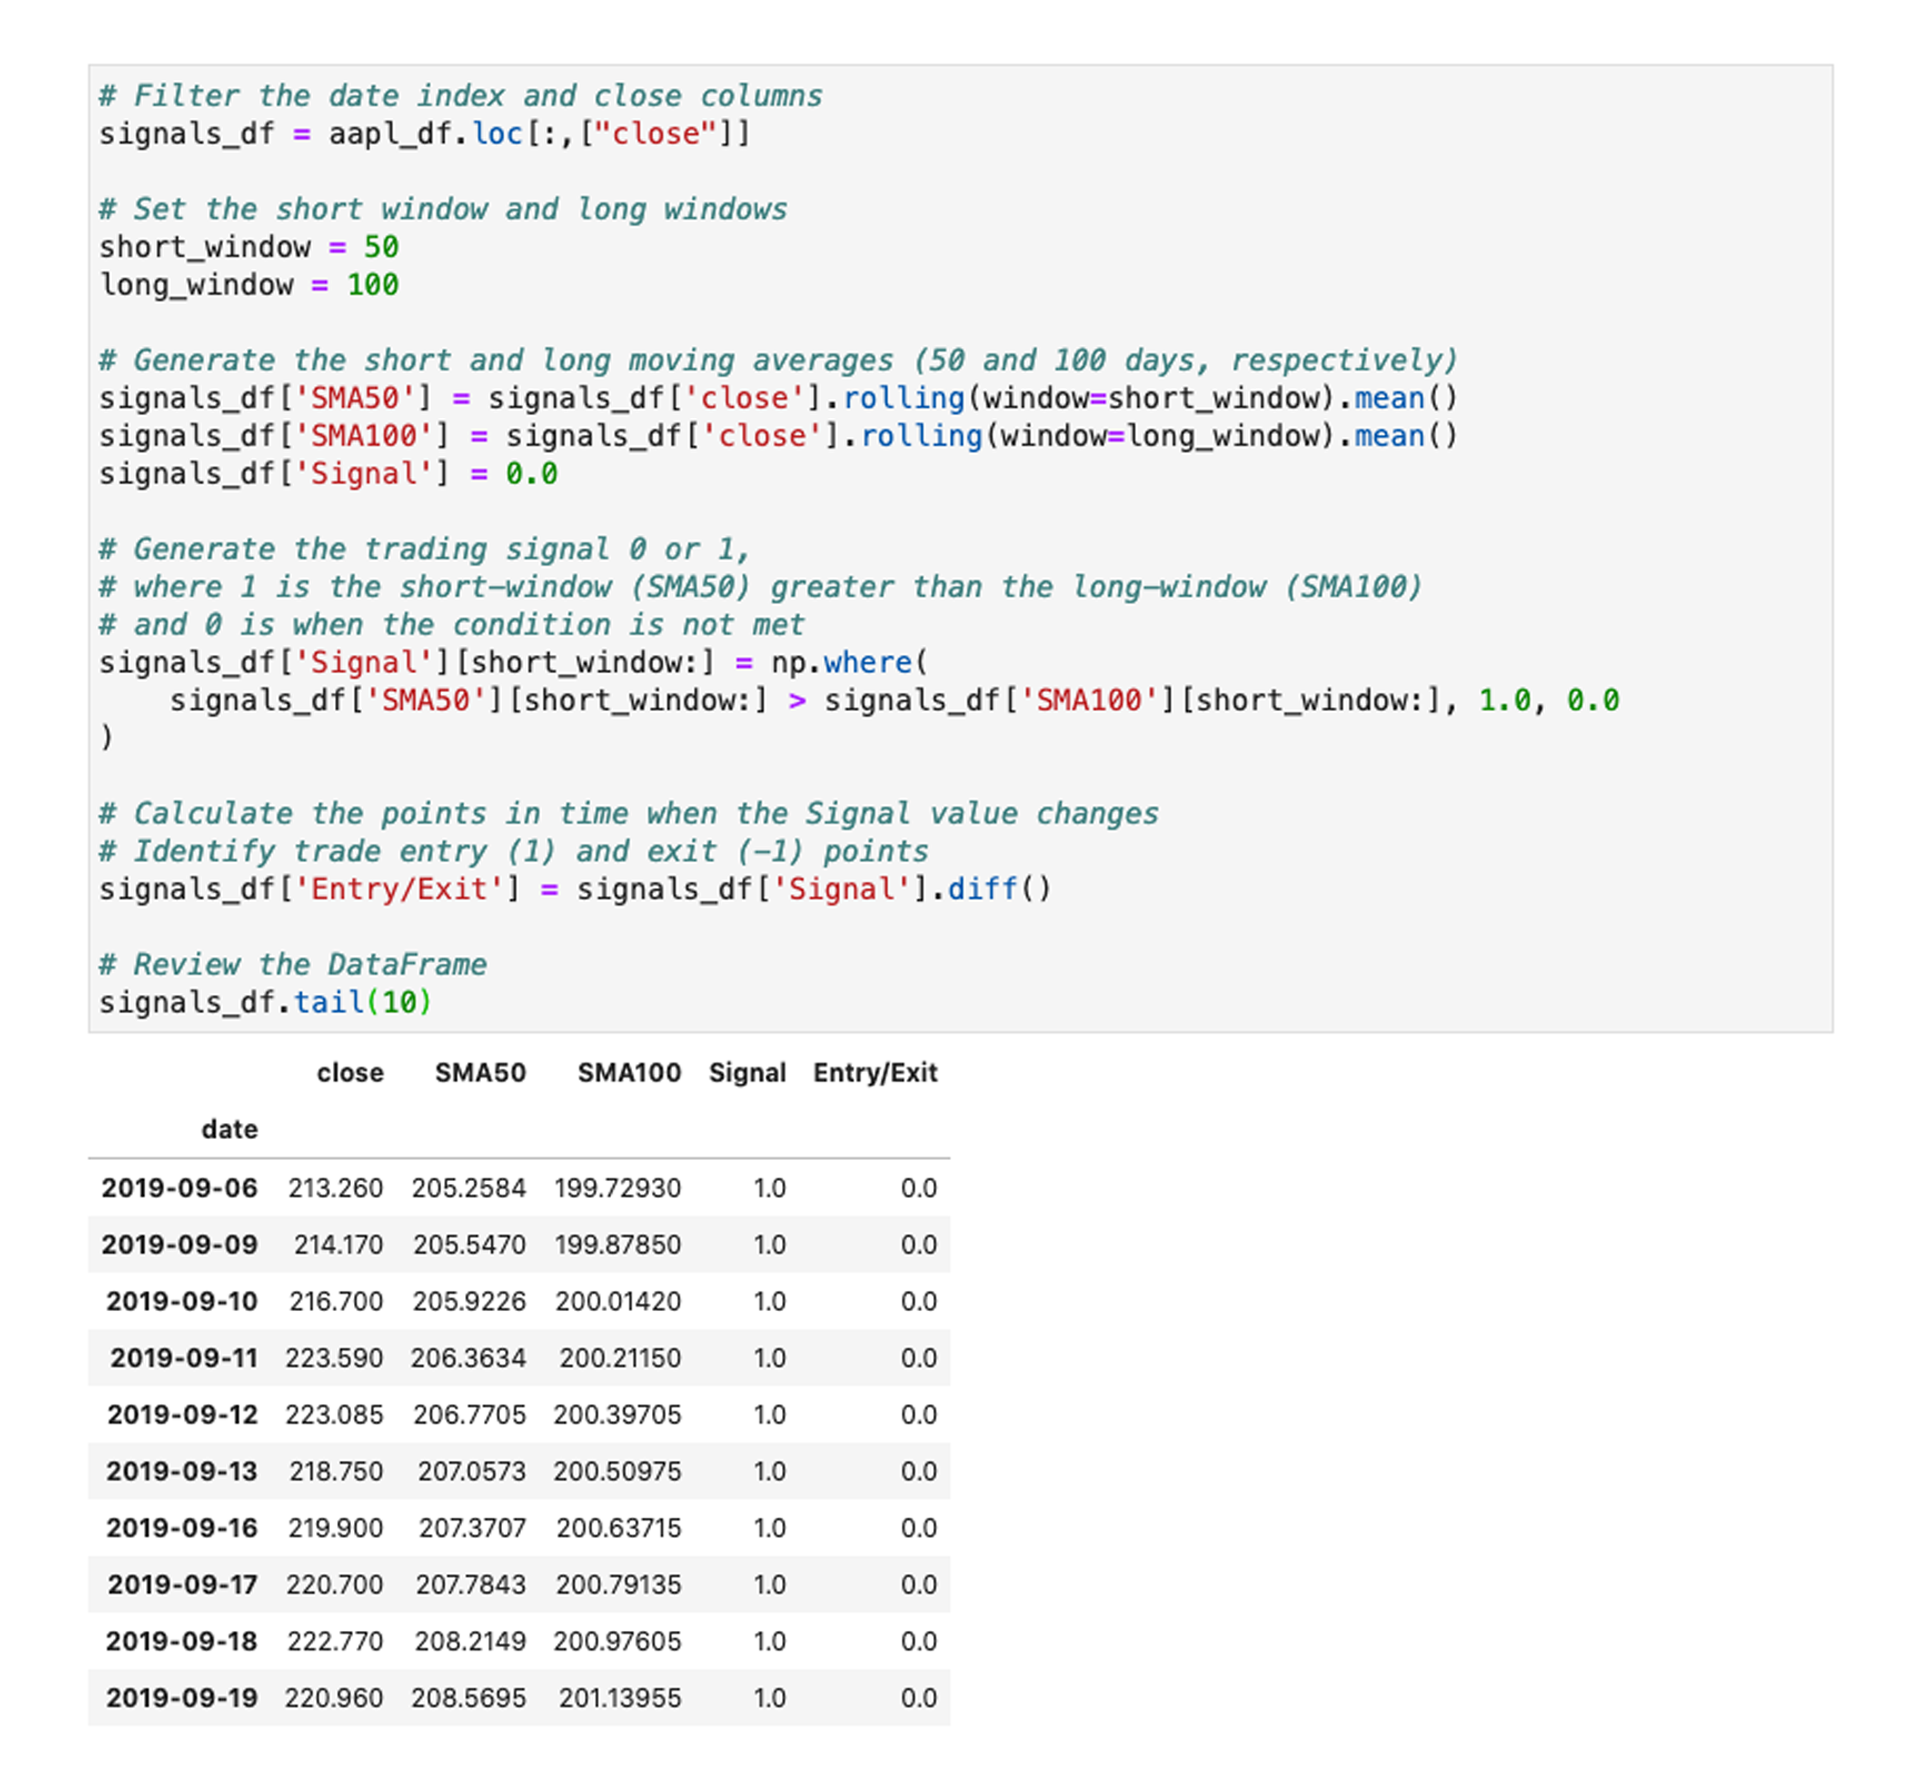 # Filter the date index and close columns
signals_df = aapl_df.loc[:,["close"]]
# Set the short window and long windows
short_window = 50
long_window = 100
# Generate the short and long moving averages (50 and 100 days, respectively)
signals_df['SMA50'] = signals_df['close'].rolling(window=short_window).mean()
signals_df['SMA100'] = signals_df['close'].rolling(window=long_window).mean()
signals_df['Signal'] = 0.0
# Generate the trading signal 0 or 1,
# where 1 is the short-window (SMA50) greater than the long-window (SMA100)
# and 0 is when the condition is not met
signals_df['Signal'][short_window:] = np.where(
    signals_df['SMA50'][short_window:] > signals_df['SMA100'][short_window:], 1.0, 0.0
)
# Calculate the points in time when the Signal value changes
# Identify trade entry (1) and exit (-1) points
signals_df['Entry/Exit'] = signals_df['Signal'].diff()
# Review the DataFrame
signals_df.tail(10)
close SMA50 SMA100 Signal Entry/Exit
date
2019-09-06 213.260 205.2584 199.72930 1.0 0.0
2019-09-09 214.170 205.5470 199.87850 1.0 0.0
2019-09-10 216.700 205.9226 200.01420 1.0 0.0
2019-09-11 223.590 206.3634 200.21150 1.0 0.0
2019-09-12 223.085 206.7705 200.39705 1.0 0.0
2019-09-13 218.750 207.0573 200.50975 1.0 0.0
2019-09-16 219.900 207.3707 200.63715 1.0 0.0
2019-09-17 220.700 207.7843 200.79135 1.0 0.0
2019-09-18 222.770 208.2149 200.97605 1.0 0.0
2019-09-19 220.960 208.5695 201.13955 1.0 0.0